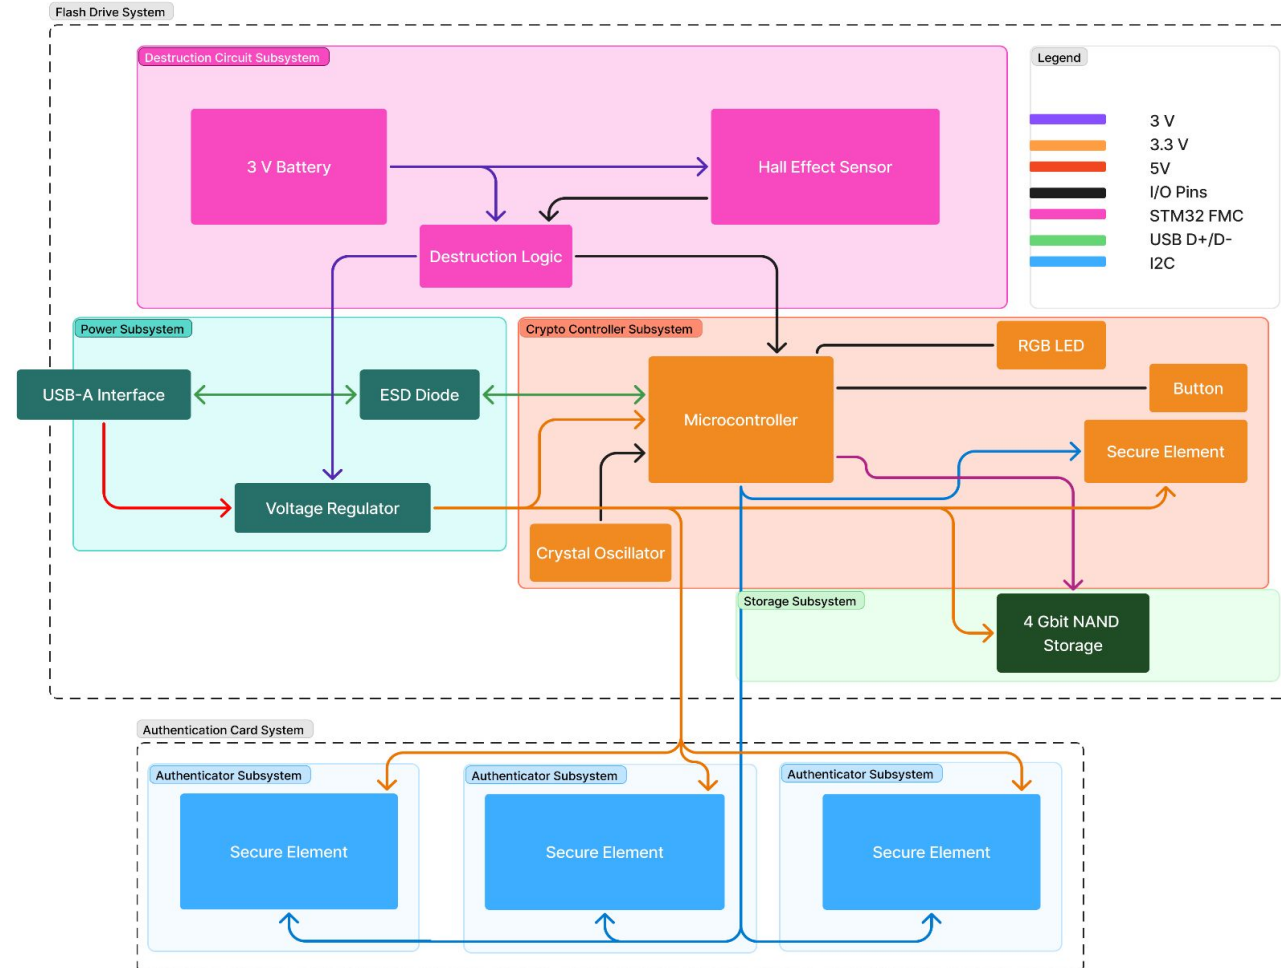 Flash Drive System
Destruction Circuit Subsystem
Legend
3 V Battery
Hall Effect Sensor
Destruction Logic
3 V
3.3 V
5V
I/O Pins
STM32 FMC
USB D+/D-
I2C
Power Subsystem
USB-A Interface
ESD Diode
Voltage Regulator
Crypto Controller Subsystem
RGB LED
Button
Microcontroller
Secure Element
Crystal Oscillator
Storage Subsystem
4 Gbit NAND
Storage
Authentication Card System
Authenticator Subsystem
Secure Element
Authenticator Subsystem
Secure Element
Authenticator Subsystem
Secure Element